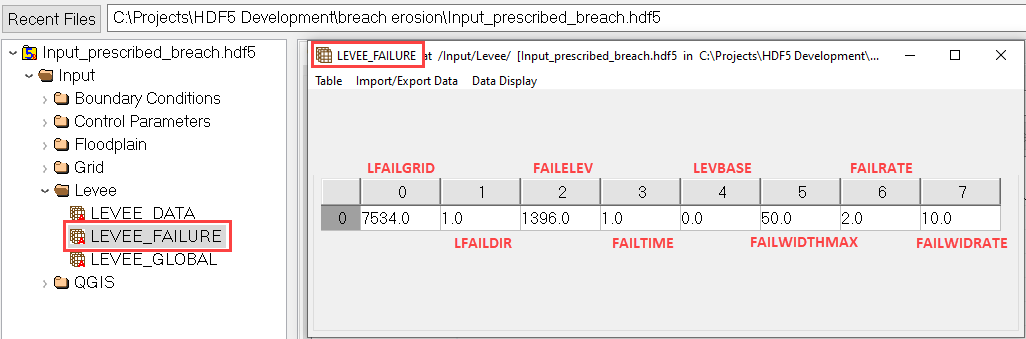 Recent Files
C:\Projects\HDF5 Development\breach erosion\Input_prescribed_breach.hdf5
Input_prescribed_breach.hdf5
Input
Boundary Conditions
Control Parameters
Floodplain
Grid
Levee
LEVEE_DATA
LEVEE_FAILURE
LEVEE_GLOBAL
QGIS
LEVEE_FAILURE at /Input/Levee/ [Input_prescribed_breach.hdf5 in C:\Projects\HDF5 Development\...
Table Import/Export Data Data Display
LFAILGRID FAILELEV LEVBASE FAILRATE
0 1 2 3 4 5 6 7
0 7534.0 1.0 1396.0 1.0 0.0 50.0 2.0 10.0
LFAILDIR FAILTIME FAILWIDTHMAX FAILWIDRATE